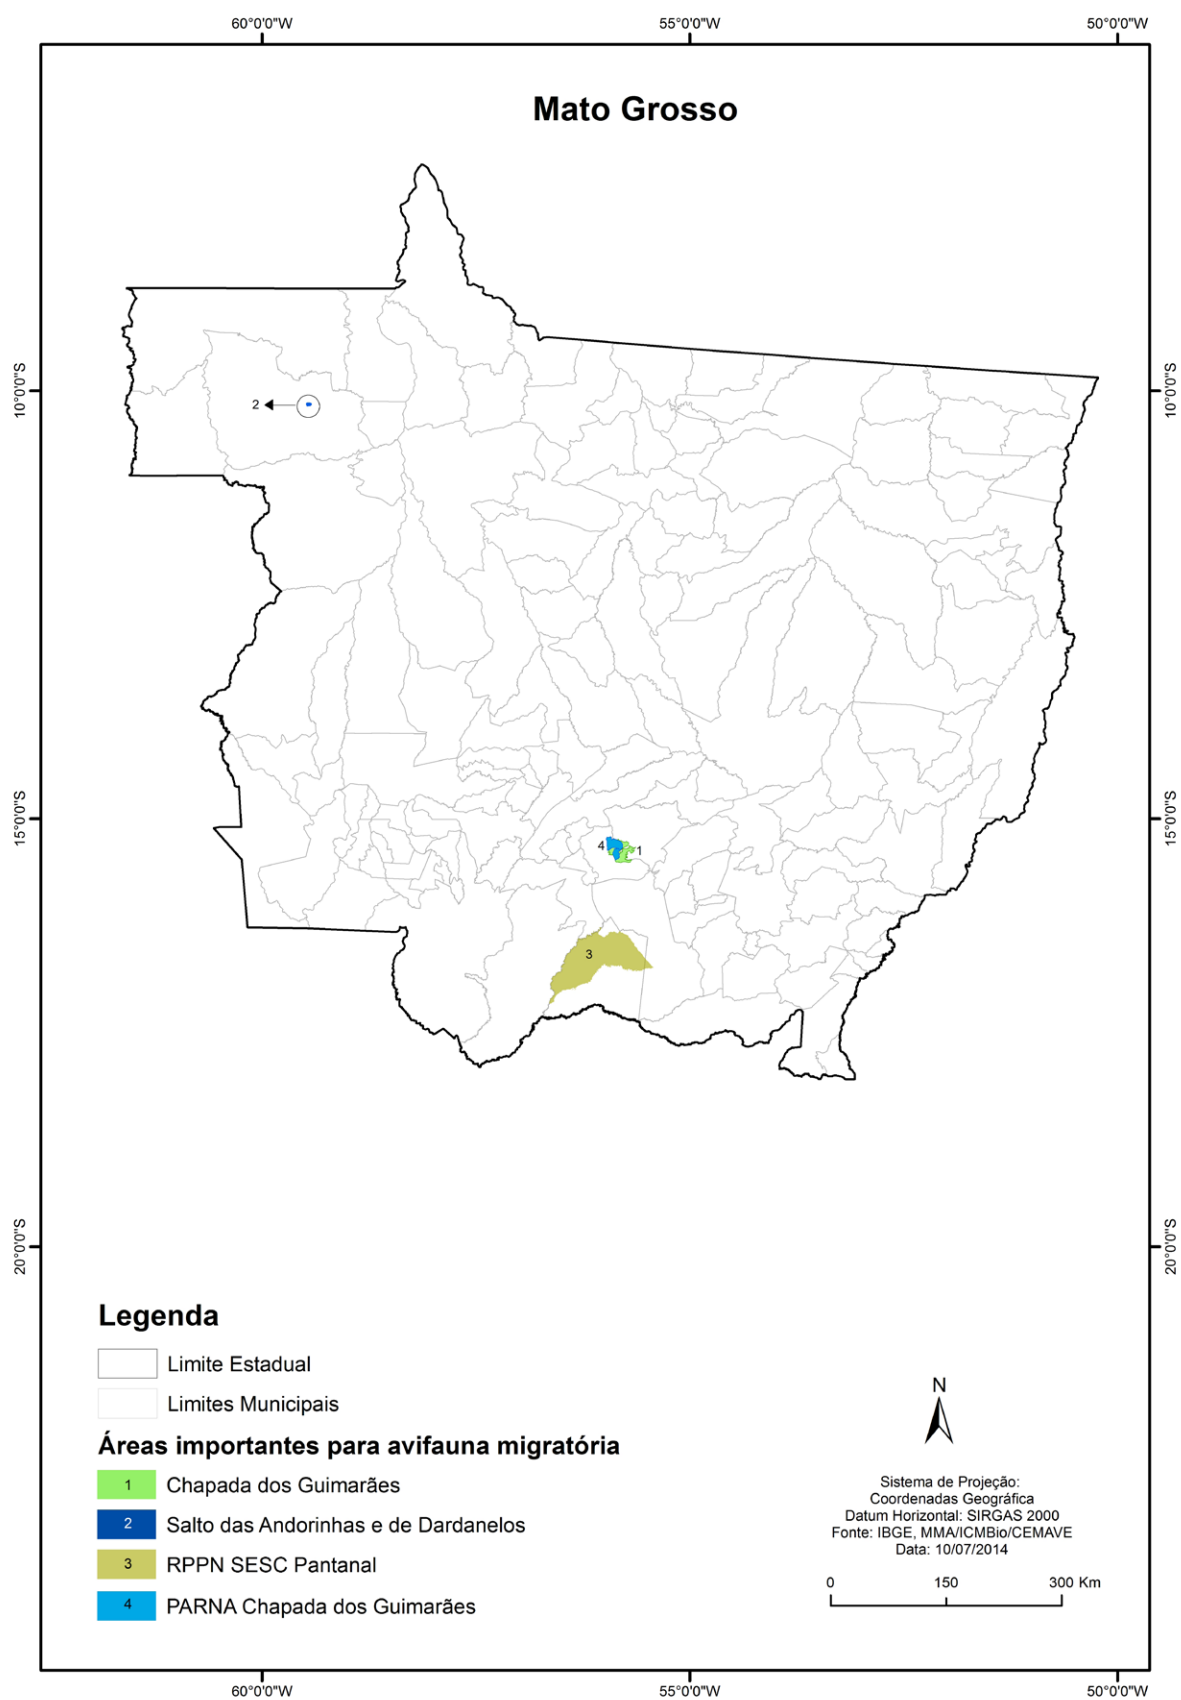 60°0'0"W
55°0'0"W
50°0'0"W
Mato Grosso
10°0'0"S
10°0'0"S
2
15°0'0"S
15°0'0"S
4
1
3
20°0'0"S
20°0'0"S
Legenda
Limite Estadual
Limites Municipais
Áreas importantes para avifauna migratória
1 Chapada dos Guimarães
2 Salto das Andorinhas e de Dardanelos
3 RPPN SESC Pantanal
4 PARNA Chapada dos Guimarães
N
Sistema de Projeção:
Coordenadas Geográfica
Datum Horizontal: SIRGAS 2000
Fonte: IBGE, MMA/ICMBio/CEMAVE
Data: 10/07/2014
0 150 300 Km
60°0'0"W
55°0'0"W
50°0'0"W